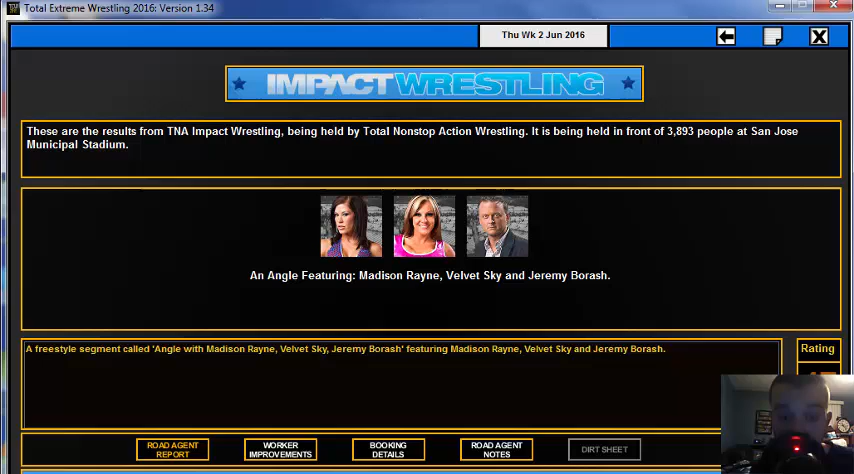 Total Extreme Wrestling 2016: Version 1.34
Thu Wk 2 Jun 2016
IMPACT WRESTLING
These are the results from TNA Impact Wrestling, being held by Total Nonstop Action Wrestling. It is being held in front of 3,893 people at San Jose
Municipal Stadium.
An Angle Featuring: Madison Rayne, Velvet Sky and Jeremy Borash.
A freestyle segment called 'Angle with Madison Rayne, Velvet Sky, Jeremy Borash' featuring Madison Rayne, Velvet Sky and Jeremy Borash.
Rating
ROAD AGENT
REPORT
WORKER
IMPROVEMENTS
BOOKING
DETAILS
ROAD AGENT
NOTES
DIRT SHEET